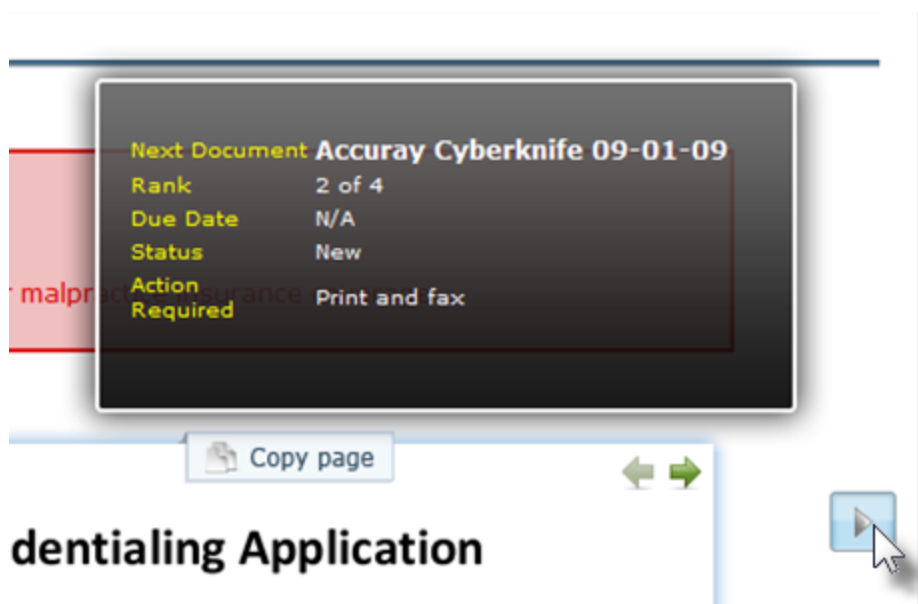 Next Document Accuray Cyberknife 09-01-09
Rank 2 of 4
Due Date N/A
Status New
Action
Required Print and fax
malpractice insurance
Copy page
dentialing Application